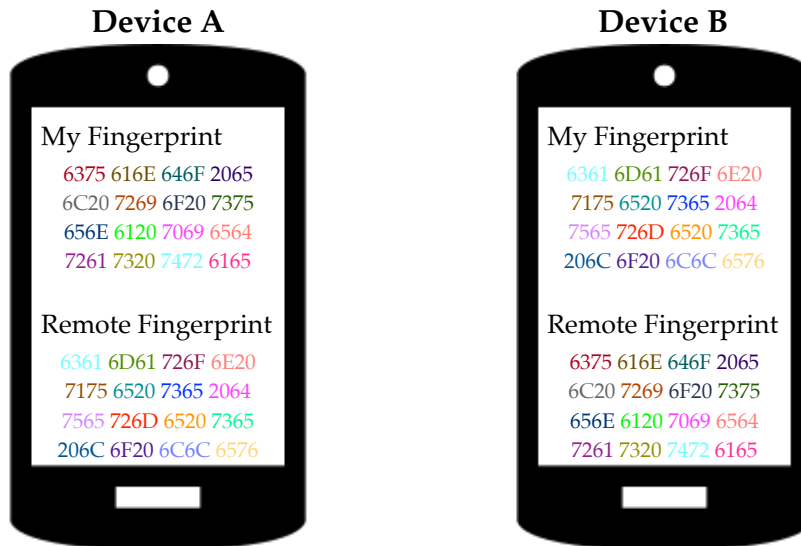 Device A
My Fingerprint
6375 616E 646F 2065
6C20 7269 6F20 7375
656E 6120 7069 6564
7261 7320 7472 6165
Remote Fingerprint
6361 6D61 726F 6E20
7175 6520 7365 2064
7565 726D 6520 7365
206C 6F20 6C6C 6576
Device B
My Fingerprint
6361 6D61 726F 6E20
7175 6520 7365 2064
7565 726D 6520 7365
206C 6F20 6C6C 6576
Remote Fingerprint
6375 616E 646F 2065
6C20 7269 6F20 7375
656E 6120 7069 6564
7261 7320 7472 6165